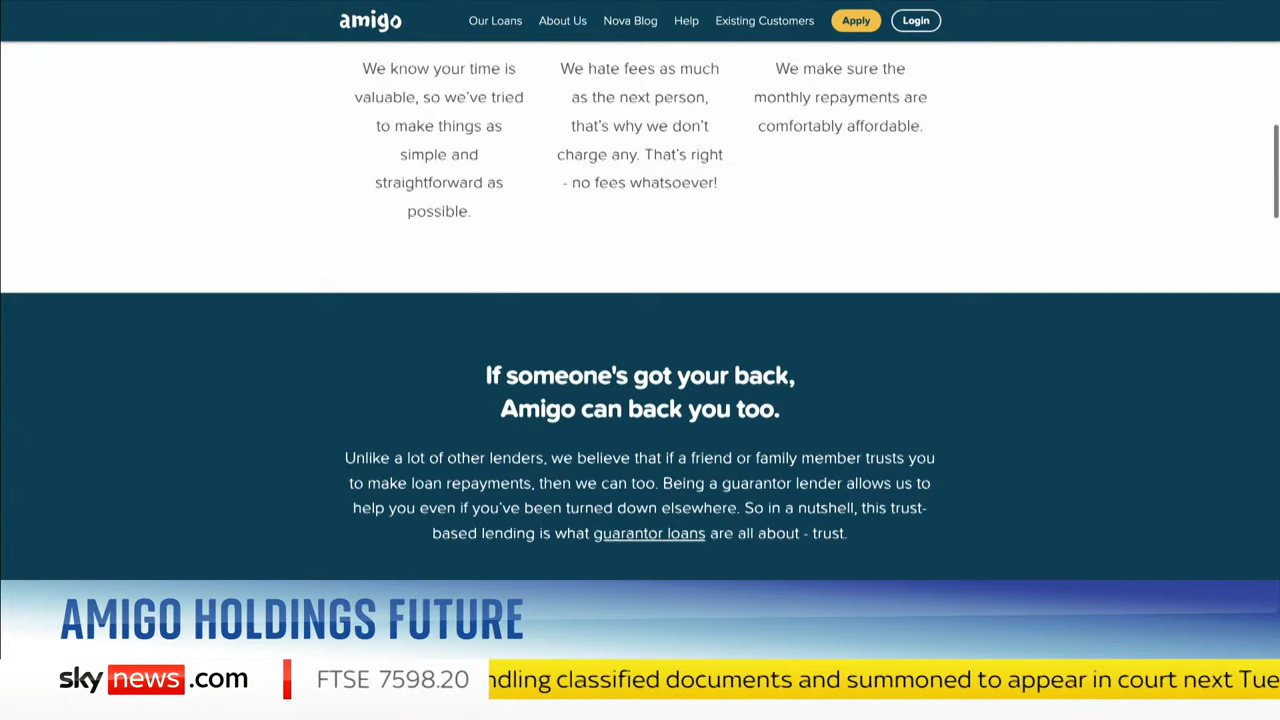 amigo Our Loans About Us Nova Blog Help Existing Customers Apply Login
We know your time is
valuable, so we've tried
to make things as
simple and
straightforward as
possible.
We hate fees as much
as the next person,
that's why we don't
charge any. That's right
- no fees whatsoever!
We make sure the
monthly repayments are
comfortably affordable.
If someone's got your back,
Amigo can back you too.
Unlike a lot of other lenders, we believe that if a friend or family member trusts you
to make loan repayments, then we can too. Being a guarantor lender allows us to
help you even if you've been turned down elsewhere. So in a nutshell, this trust-
based lending is what guarantor loans are all about - trust.
AMIGO HOLDINGS FUTURE
sky news .com FTSE 7598.20 ndling classified documents and summoned to appear in court next Tue